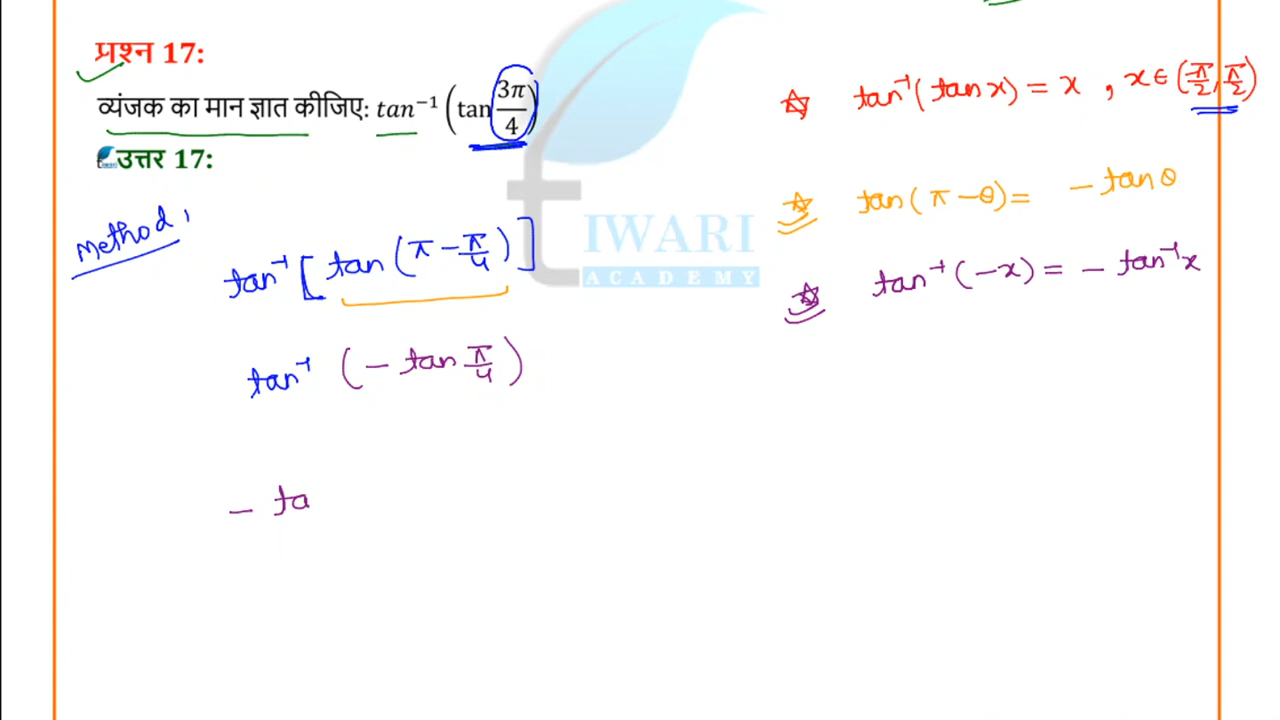 प्रश्न 17:
व्यंजक का मान ज्ञात कीजिए: tan⁻¹ (tan 3π/4)
उत्तर 17:
Method 1
tan⁻¹ [ tan (π − π/4) ]
tan⁻¹ (− tan π/4)
− ta
☆ tan⁻¹(tan x) = x , x ∈ (−π/2, π/2)
☆ tan(π − θ) = − tan θ
☆ tan⁻¹(−x) = − tan⁻¹x
TIWARI
ACADEMY